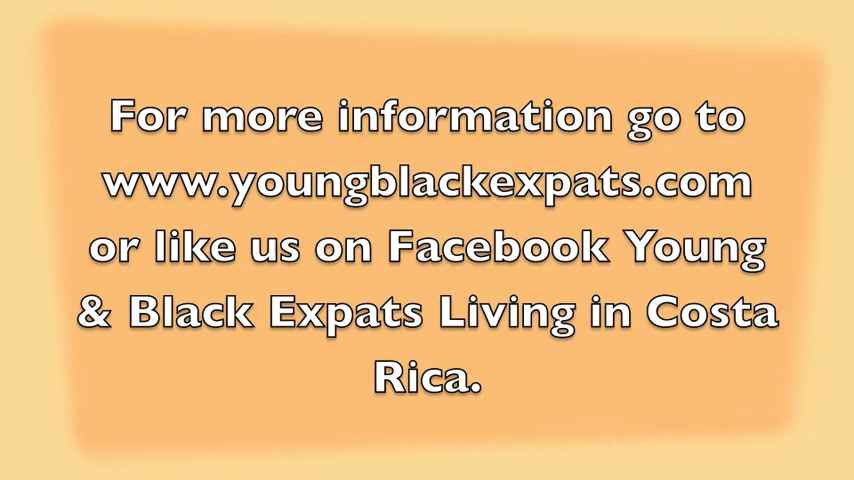 For more information go to
www.youngblackexpats.com
or like us on Facebook Young
& Black Expats Living in Costa
Rica.